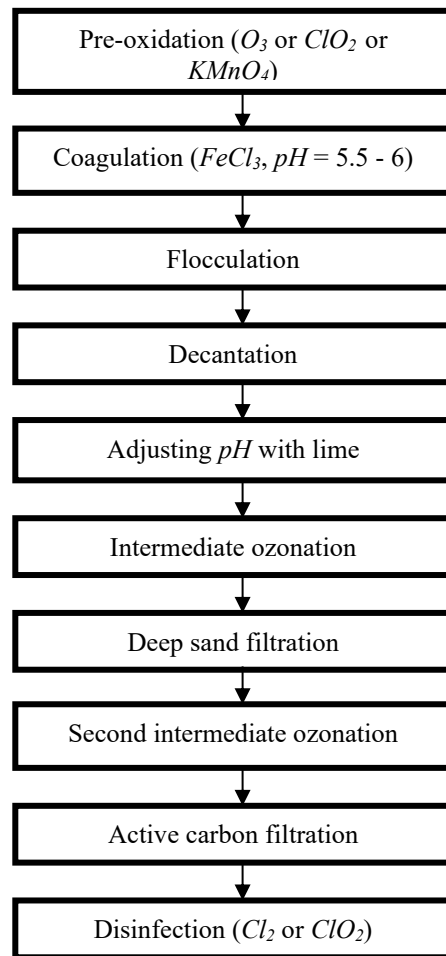 Pre-oxidation (O₃ or ClO₂ or
KMnO₄)
Coagulation (FeCl₃, pH = 5.5 - 6)
Flocculation
Decantation
Adjusting pH with lime
Intermediate ozonation
Deep sand filtration
Second intermediate ozonation
Active carbon filtration
Disinfection (Cl₂ or ClO₂)